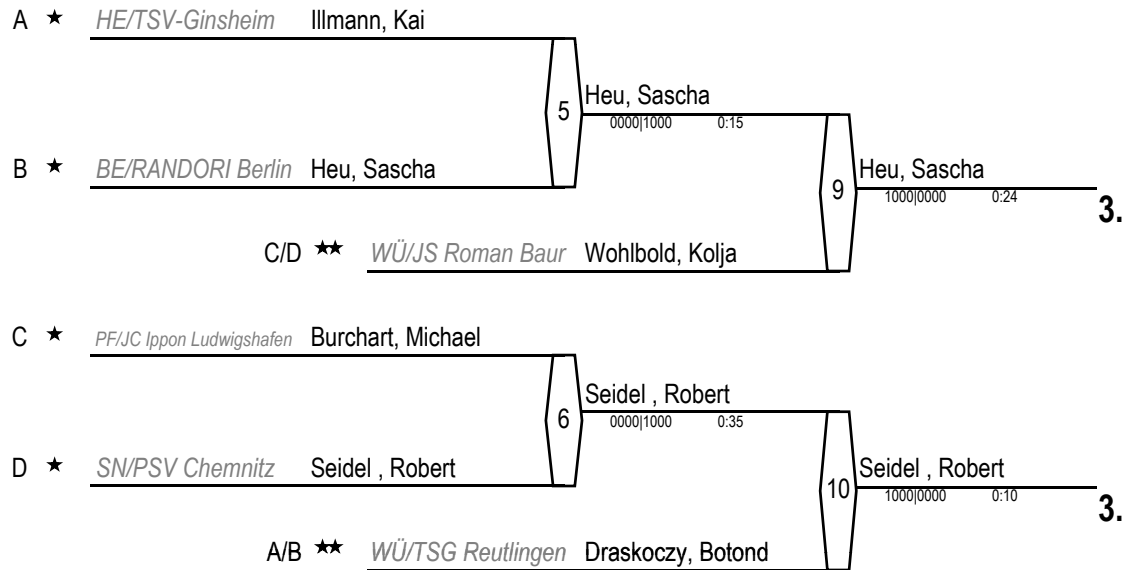 A ★ HE/TSV-Ginsheim Illmann, Kai
5 Heu, Sascha
0000|1000 0:15
B ★ BE/RANDORI Berlin Heu, Sascha
9 Heu, Sascha
1000|0000 0:24
3.
C/D ★★ WÜ/JS Roman Baur Wohlbold, Kolja
C ★ PF/JC Ippon Ludwigshafen Burchart, Michael
6 Seidel , Robert
0000|1000 0:35
D ★ SN/PSV Chemnitz Seidel , Robert
10 Seidel , Robert
1000|0000 0:10
3.
A/B ★★ WÜ/TSG Reutlingen Draskoczy, Botond